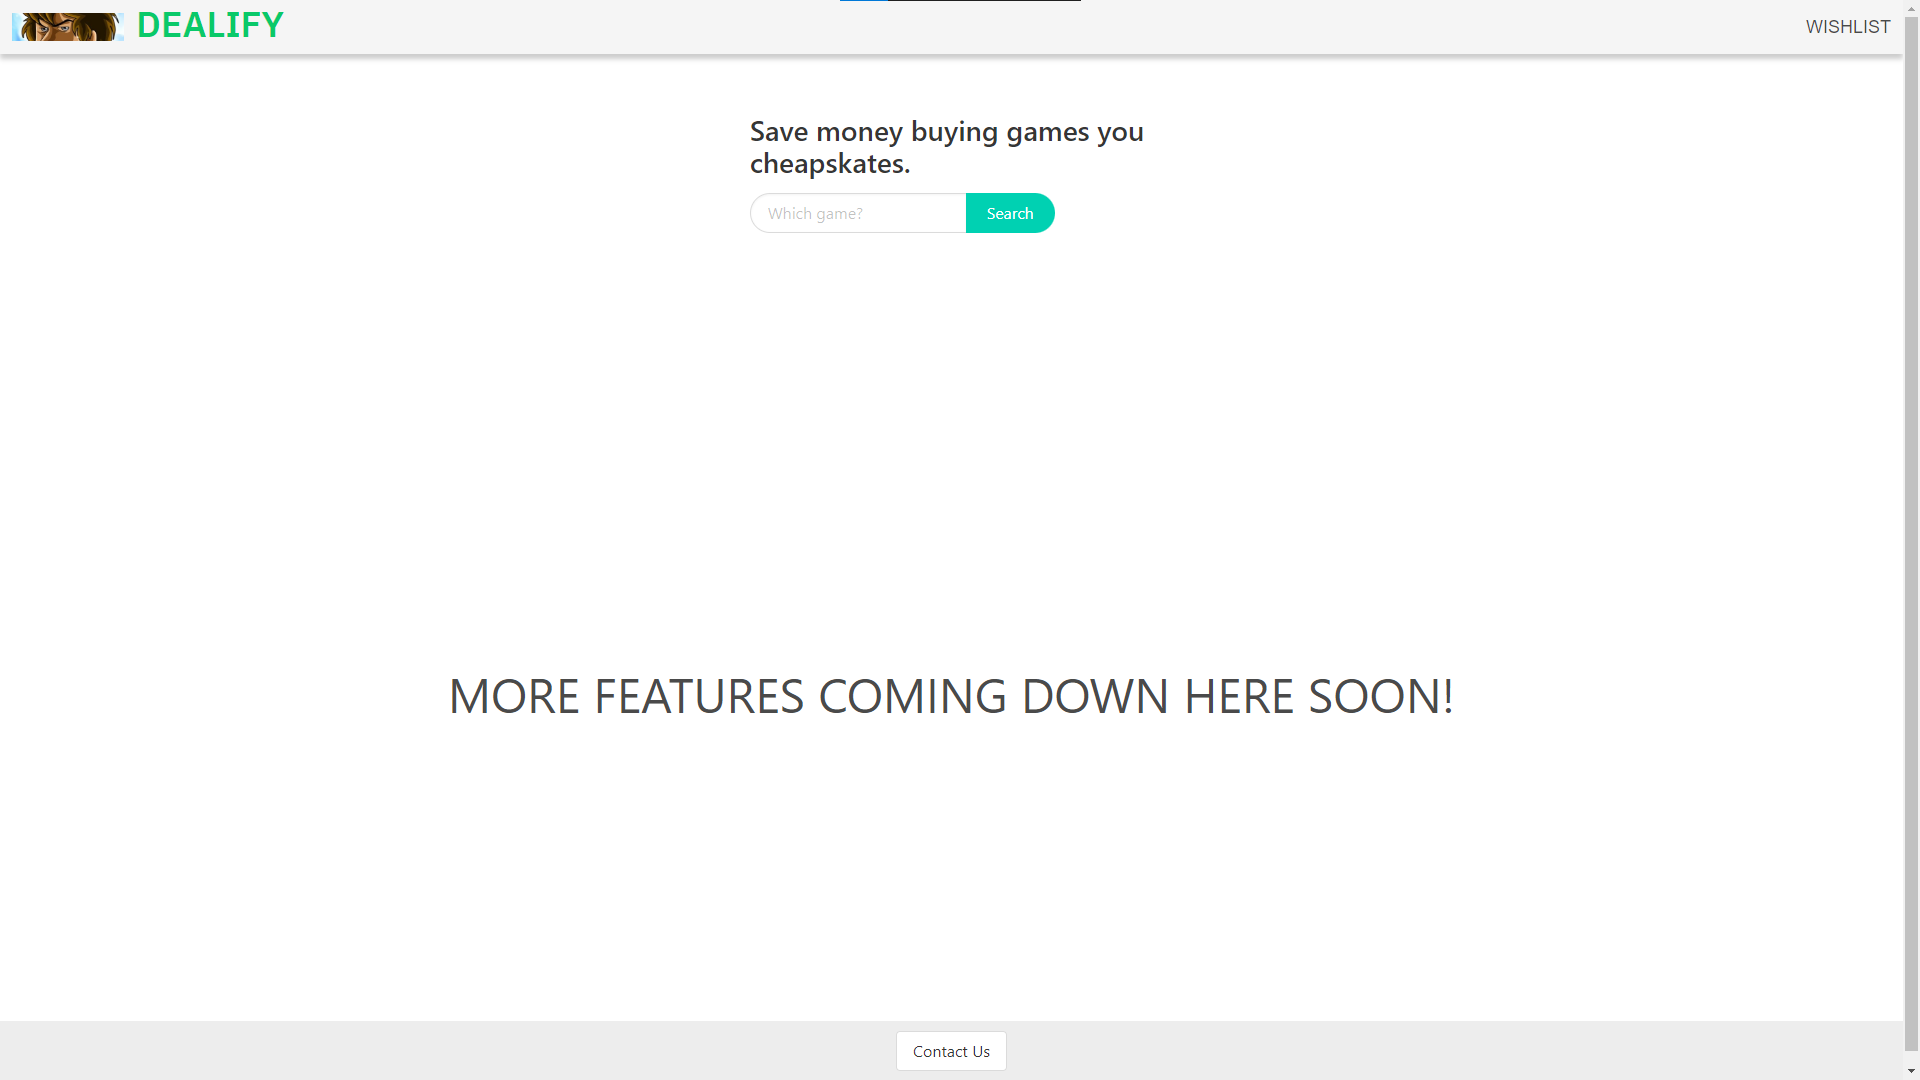 DEALIFY
WISHLIST
Save money buying games you
cheapskates.
Which game?
Search
MORE FEATURES COMING DOWN HERE SOON!
Contact Us